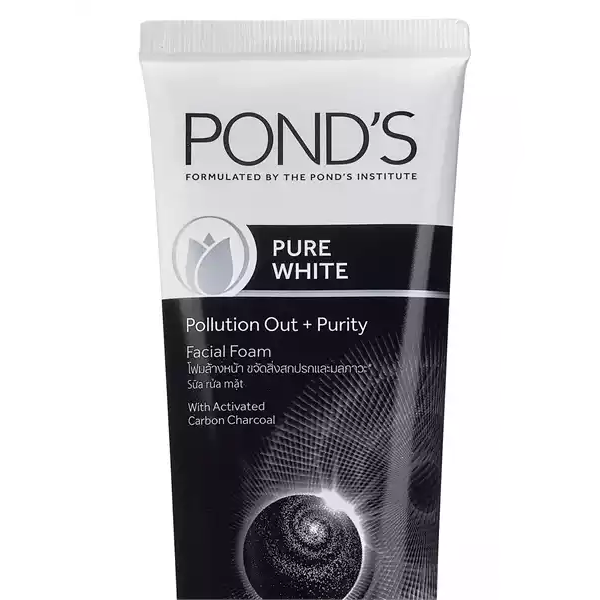 POND'S
FORMULATED BY THE POND'S INSTITUTE
PURE
WHITE
Pollution Out + Purity
Facial Foam
โฟมล้างหน้า ขจัดสิ่งสกปรกและมลภาวะ*
Sữa rửa mặt
With Activated
Carbon Charcoal